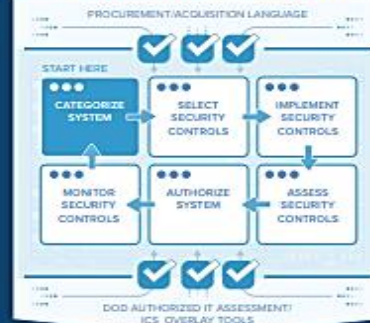 PROCUREMENT/ACQUISITION LANGUAGE
START HERE
CATEGORIZE
SYSTEM
SELECT
SECURITY
CONTROLS
IMPLEMENT
SECURITY
CONTROLS
MONITOR
SECURITY
CONTROLS
AUTHORIZE
SYSTEM
ASSESS
SECURITY
CONTROLS
DOD AUTHORIZED IT ASSESSMENT/
ICS OVERLAY TOOLS